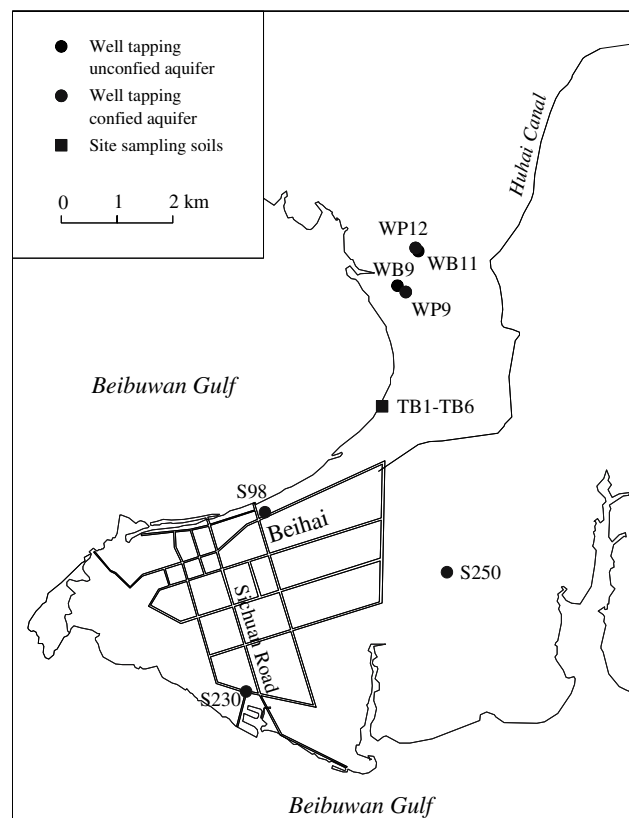 Well tapping
unconfied aquifer
Well tapping
confied aquifer
Site sampling soils
0 1 2 km
Huhai Canal
WP12
WB11
WB9
WP9
Beibuwan Gulf
TB1-TB6
S98
Beihai
S250
Sichuan Road
S230
Beibuwan Gulf